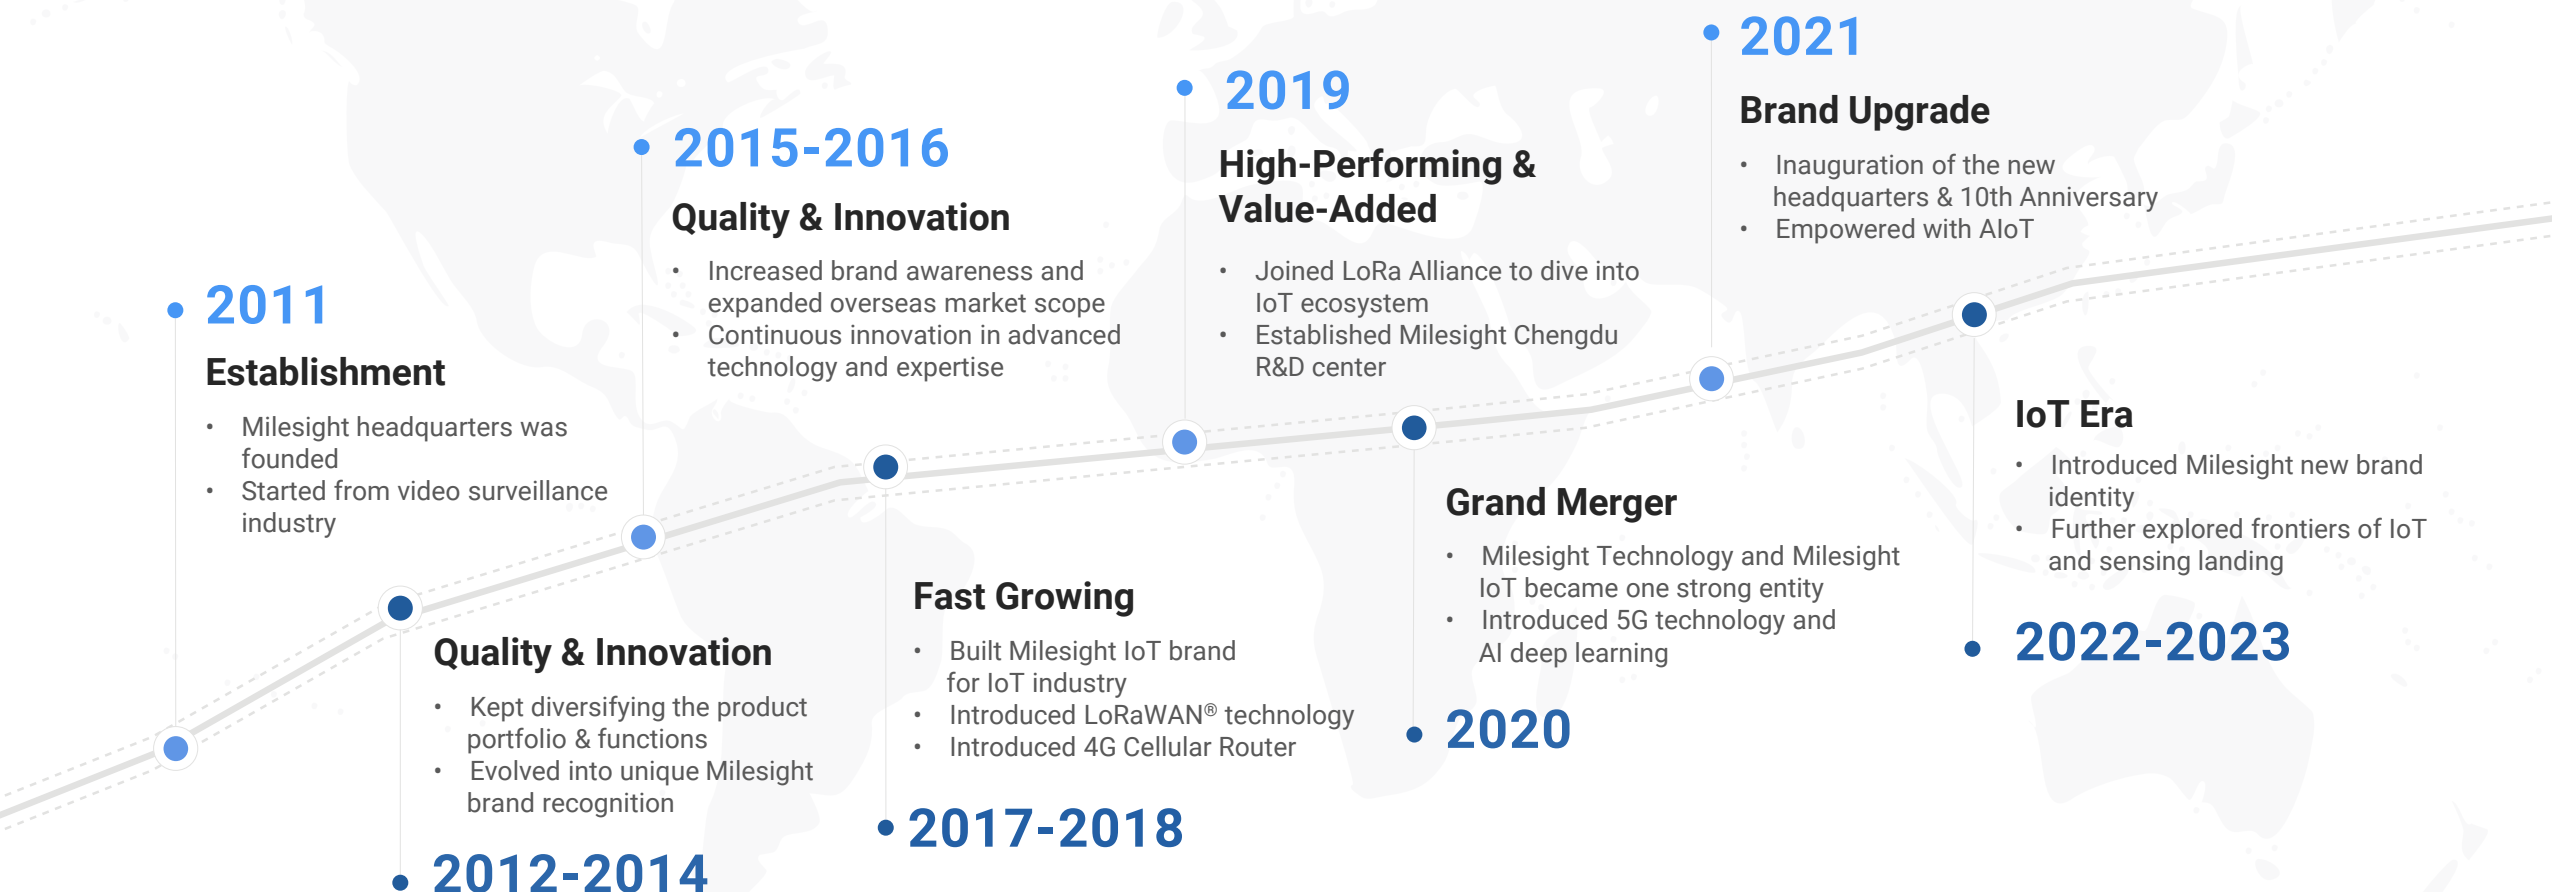 2011
Establishment
• Milesight headquarters was
founded
• Started from video surveillance
industry
Quality & Innovation
• Kept diversifying the product
portfolio & functions
• Evolved into unique Milesight
brand recognition
2012-2014
2015-2016
Quality & Innovation
• Increased brand awareness and
expanded overseas market scope
• Continuous innovation in advanced
technology and expertise
Fast Growing
• Built Milesight IoT brand
for IoT industry
• Introduced LoRaWAN® technology
• Introduced 4G Cellular Router
2017-2018
2019
High-Performing &
Value-Added
• Joined LoRa Alliance to dive into
IoT ecosystem
• Established Milesight Chengdu
R&D center
Grand Merger
• Milesight Technology and Milesight
IoT became one strong entity
• Introduced 5G technology and
AI deep learning
2020
2021
Brand Upgrade
• Inauguration of the new
headquarters & 10th Anniversary
• Empowered with AIoT
IoT Era
• Introduced Milesight new brand
identity
• Further explored frontiers of IoT
and sensing landing
2022-2023